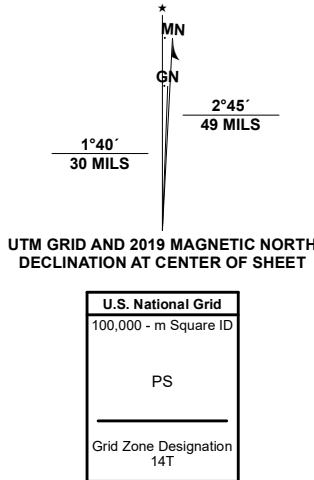 ★
MN
GN
2°45´
49 MILS
1°40´
30 MILS
UTM GRID AND 2019 MAGNETIC NORTH
DECLINATION AT CENTER OF SHEET
U.S. National Grid
100,000 - m Square ID
PS
Grid Zone Designation
14T